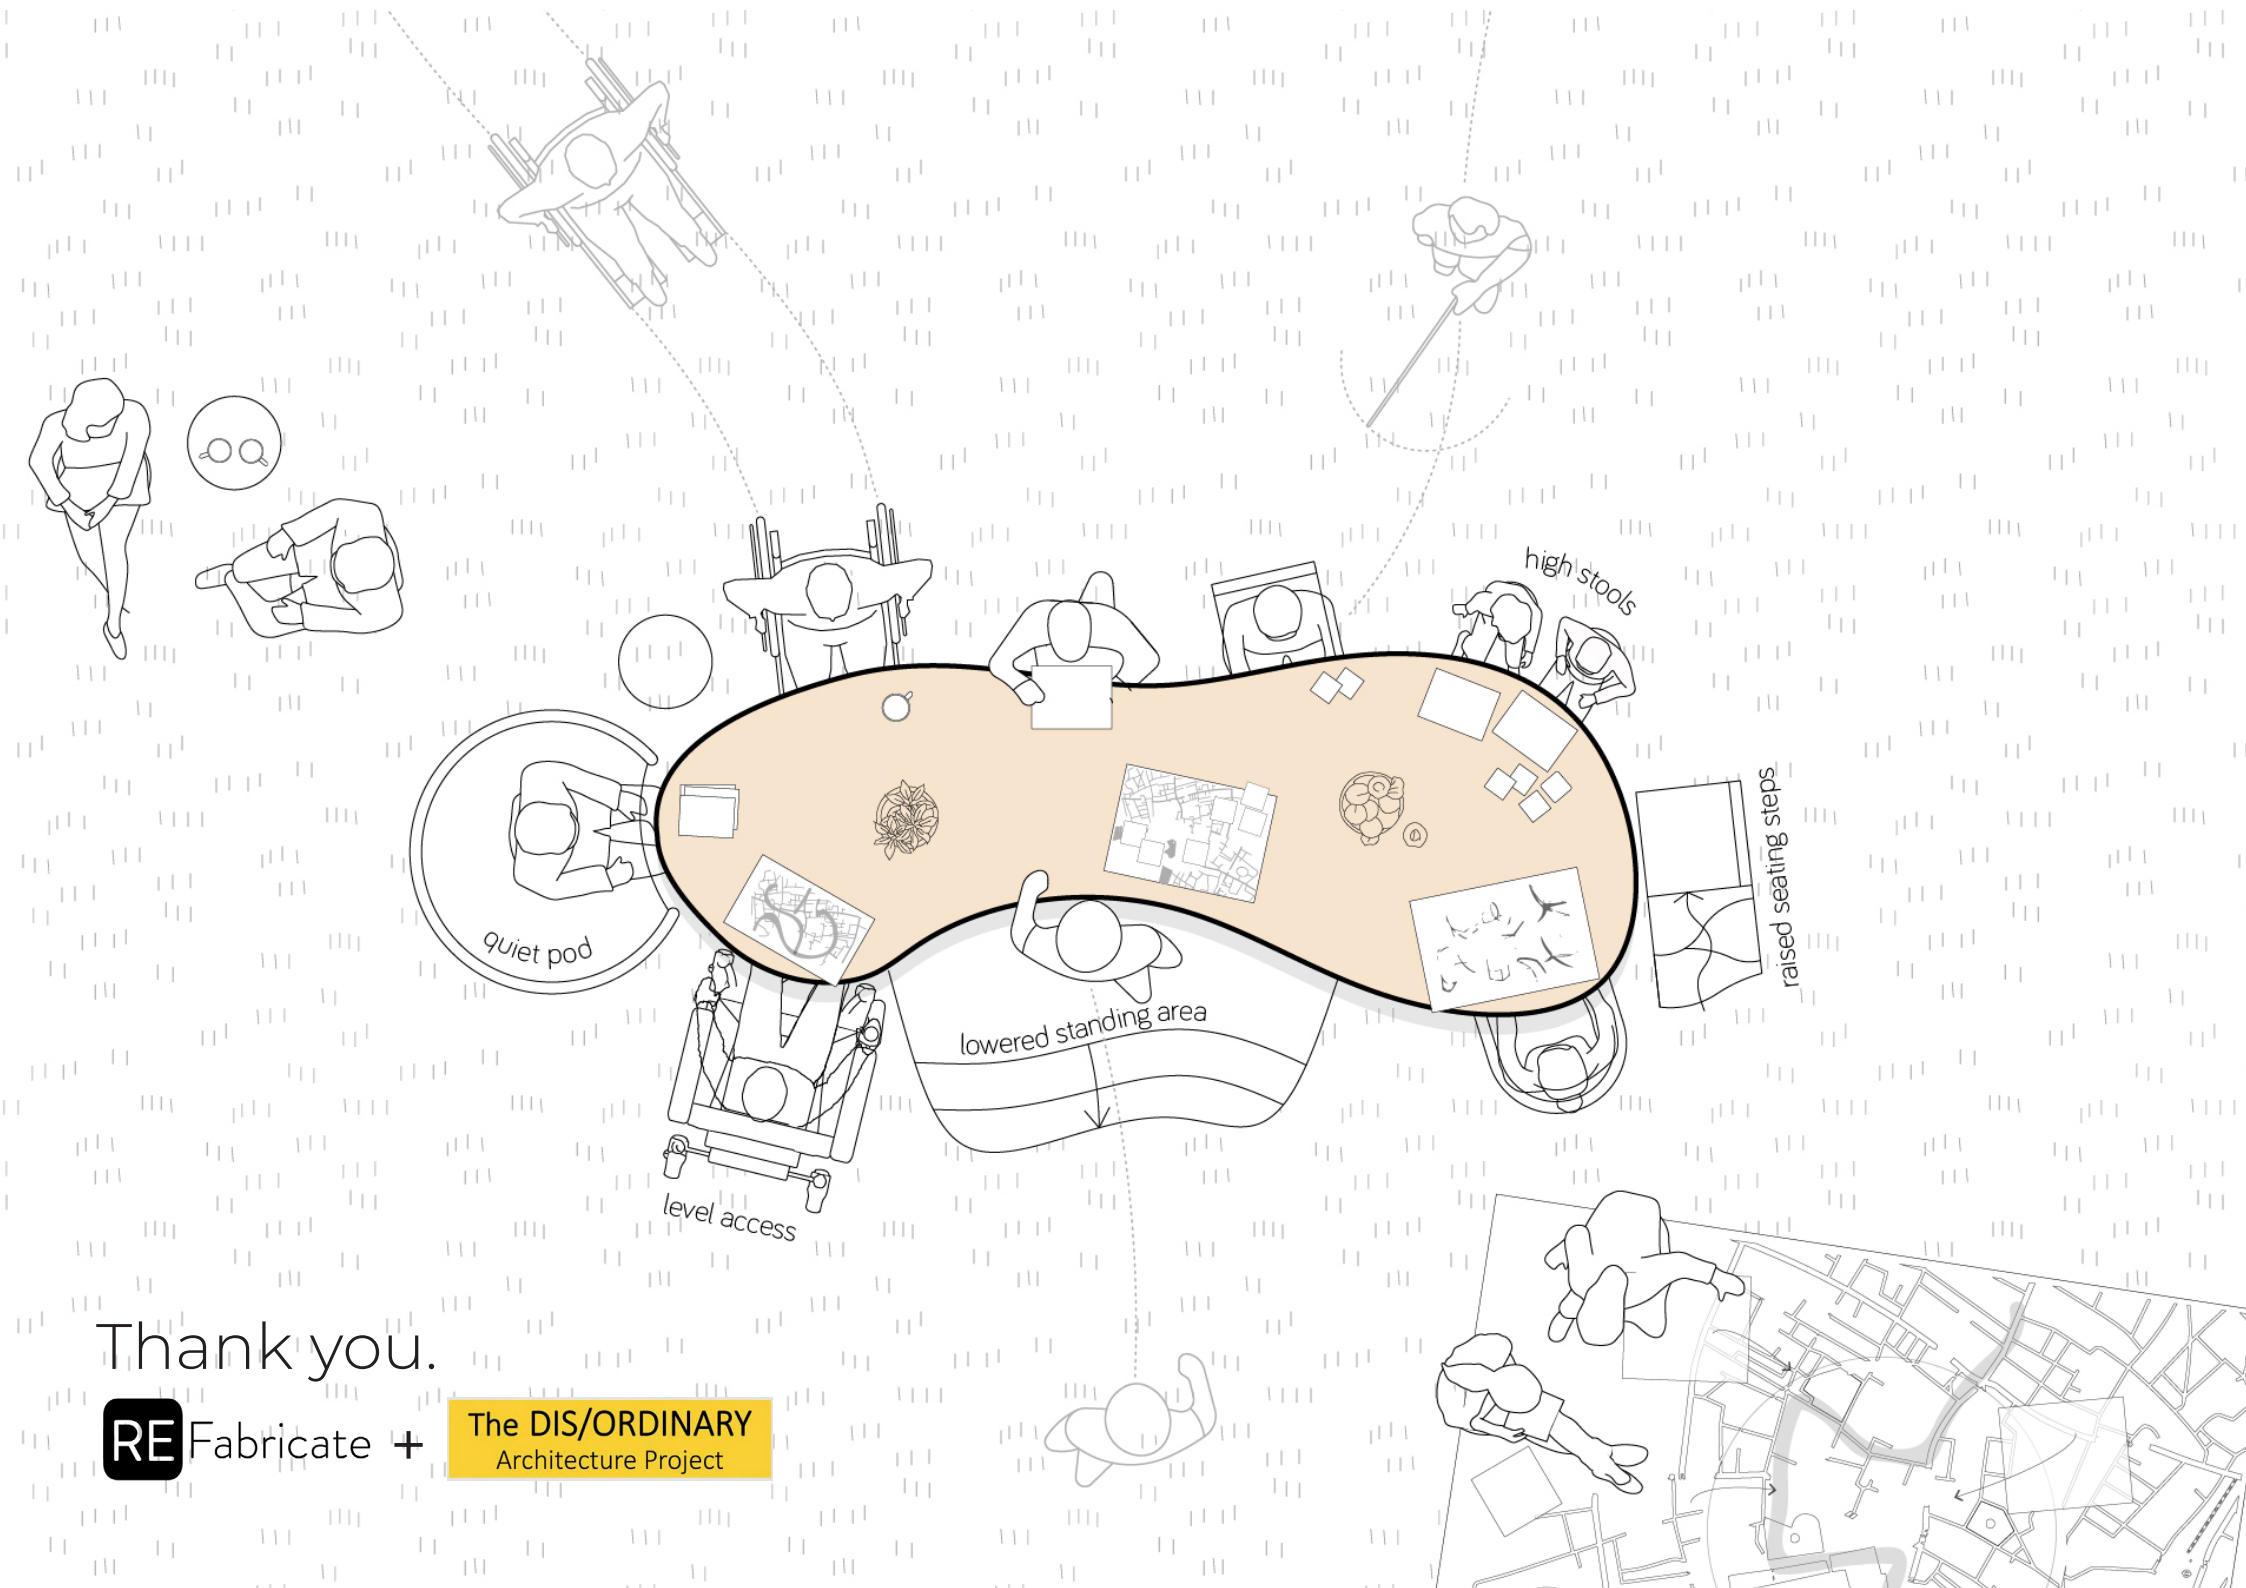 high stools
raised seating steps
quiet pod
lowered standing area
level access
Thank you.
RE Fabricate + The DIS/ORDINARY
Architecture Project